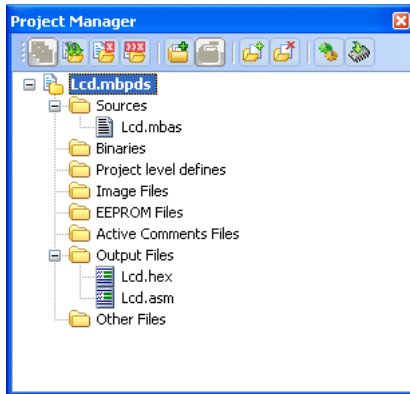 Project Manager
Lcd.mbpds
Sources
Lcd.mbas
Binaries
Project level defines
Image Files
EEPROM Files
Active Comments Files
Output Files
Lcd.hex
Lcd.asm
Other Files